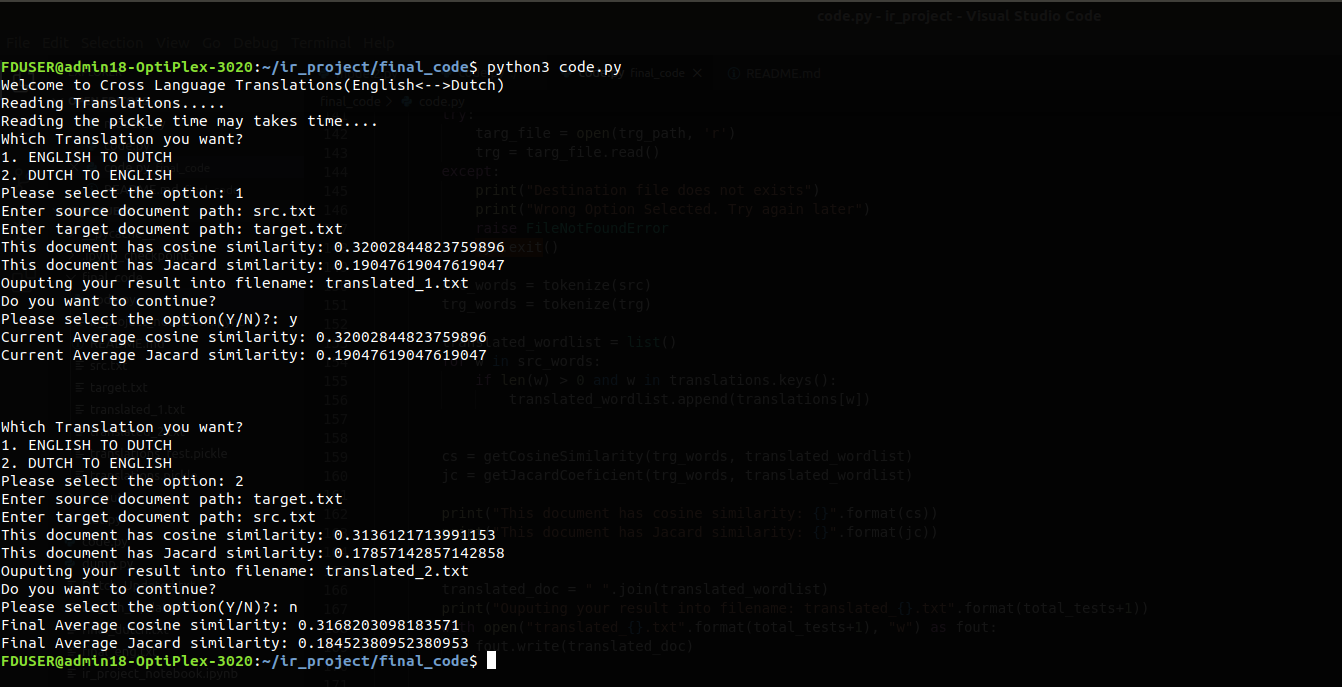 code.py - ir_project - Visual Studio Code
File Edit Selection View Go Debug Terminal Help
FDUSER@admin18-OptiPlex-3020:~/ir_project/final_code$ python3 code.py
Welcome to Cross Language Translations(English<-->Dutch)
Reading Translations.....
Reading the pickle time may takes time....
Which Translation you want?
1. ENGLISH TO DUTCH
2. DUTCH TO ENGLISH
Please select the option: 1
Enter source document path: src.txt
Enter target document path: target.txt
This document has cosine similarity: 0.32002844823759896
This document has Jacard similarity: 0.19047619047619047
Ouputing your result into filename: translated_1.txt
Do you want to continue?
Please select the option(Y/N)?: y
Current Average cosine similarity: 0.32002844823759896
Current Average Jacard similarity: 0.19047619047619047
Which Translation you want?
1. ENGLISH TO DUTCH
2. DUTCH TO ENGLISH
Please select the option: 2
Enter source document path: target.txt
Enter target document path: src.txt
This document has cosine similarity: 0.3136121713991153
This document has Jacard similarity: 0.17857142857142858
Ouputing your result into filename: translated_2.txt
Do you want to continue?
Please select the option(Y/N)?: n
Final Average cosine similarity: 0.3168203098183571
Final Average Jacard similarity: 0.18452380952380953
FDUSER@admin18-OptiPlex-3020:~/ir_project/final_code$
final_code
README.md
final_code > code.py
try:
142 targ_file = open(trg_path, 'r')
143 trg = targ_file.read()
144 except:
145 print("Destination file does not exists")
146 print("Wrong Option Selected. Try again later")
raise FileNotFoundError
exit()
words = tokenize(src)
151 trg_words = tokenize(trg)
_wordlist = list()
in src_words:
155 if len(w) > 0 and w in translations.keys():
156 translated_wordlist.append(translations[w])
157
158
159 cs = getCosineSimilarity(trg_words, translated_wordlist)
160 jc = getJacardCoeficient(trg_words, translated_wordlist)
162 print("This document has cosine similarity: {}".format(cs))
This document has Jacard similarity: {}".format(jc))
166 translated_doc = " ".join(translated_wordlist)
167 print("Ouputing your result into filename: translated_{}.txt".format(total_tests+1))
open("translated_{}.txt".format(total_tests+1), "w") as fout:
fout.write(translated_doc)
171
src.txt
target.txt
translated_1.txt
ir_project_notebook.ipynb